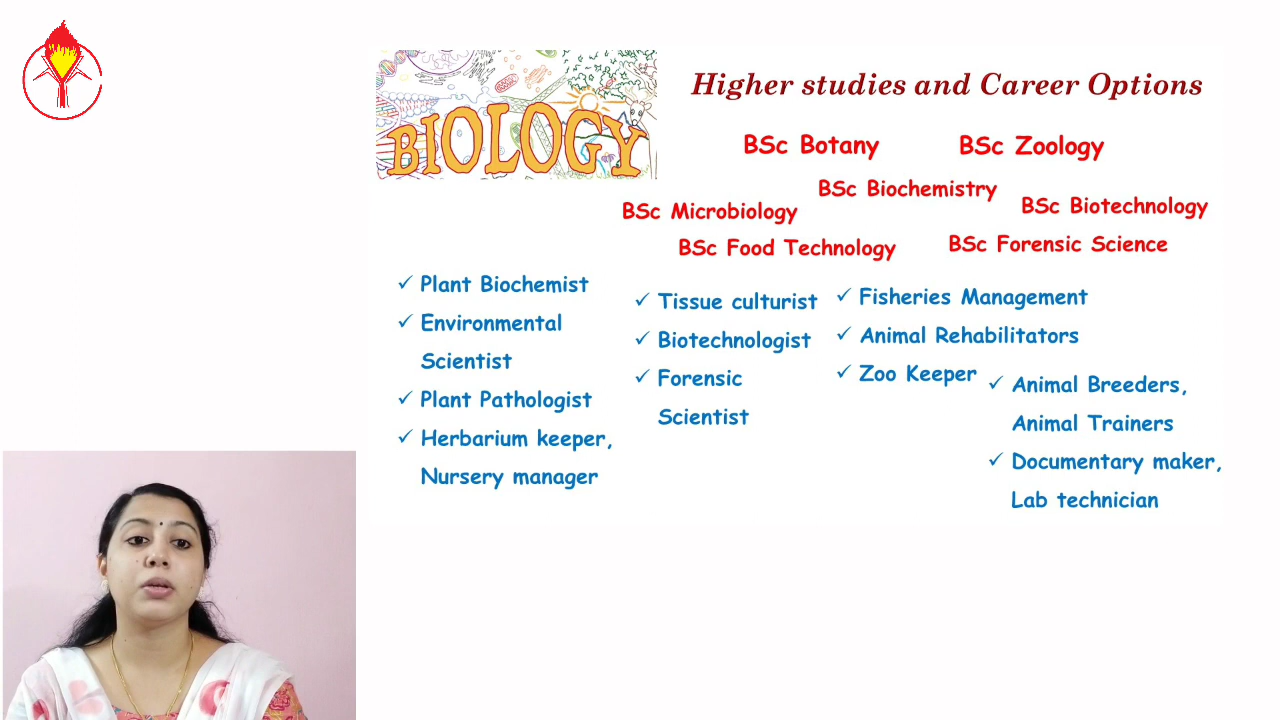 BIOLOGY
Higher studies and Career Options
BSc Botany
BSc Zoology
BSc Biochemistry
BSc Microbiology
BSc Biotechnology
BSc Food Technology
BSc Forensic Science
✓ Plant Biochemist
✓ Environmental
Scientist
✓ Plant Pathologist
✓ Herbarium keeper,
Nursery manager
✓ Tissue culturist
✓ Biotechnologist
✓ Forensic
Scientist
✓ Fisheries Management
✓ Animal Rehabilitators
✓ Zoo Keeper
✓ Animal Breeders,
Animal Trainers
✓ Documentary maker,
Lab technician